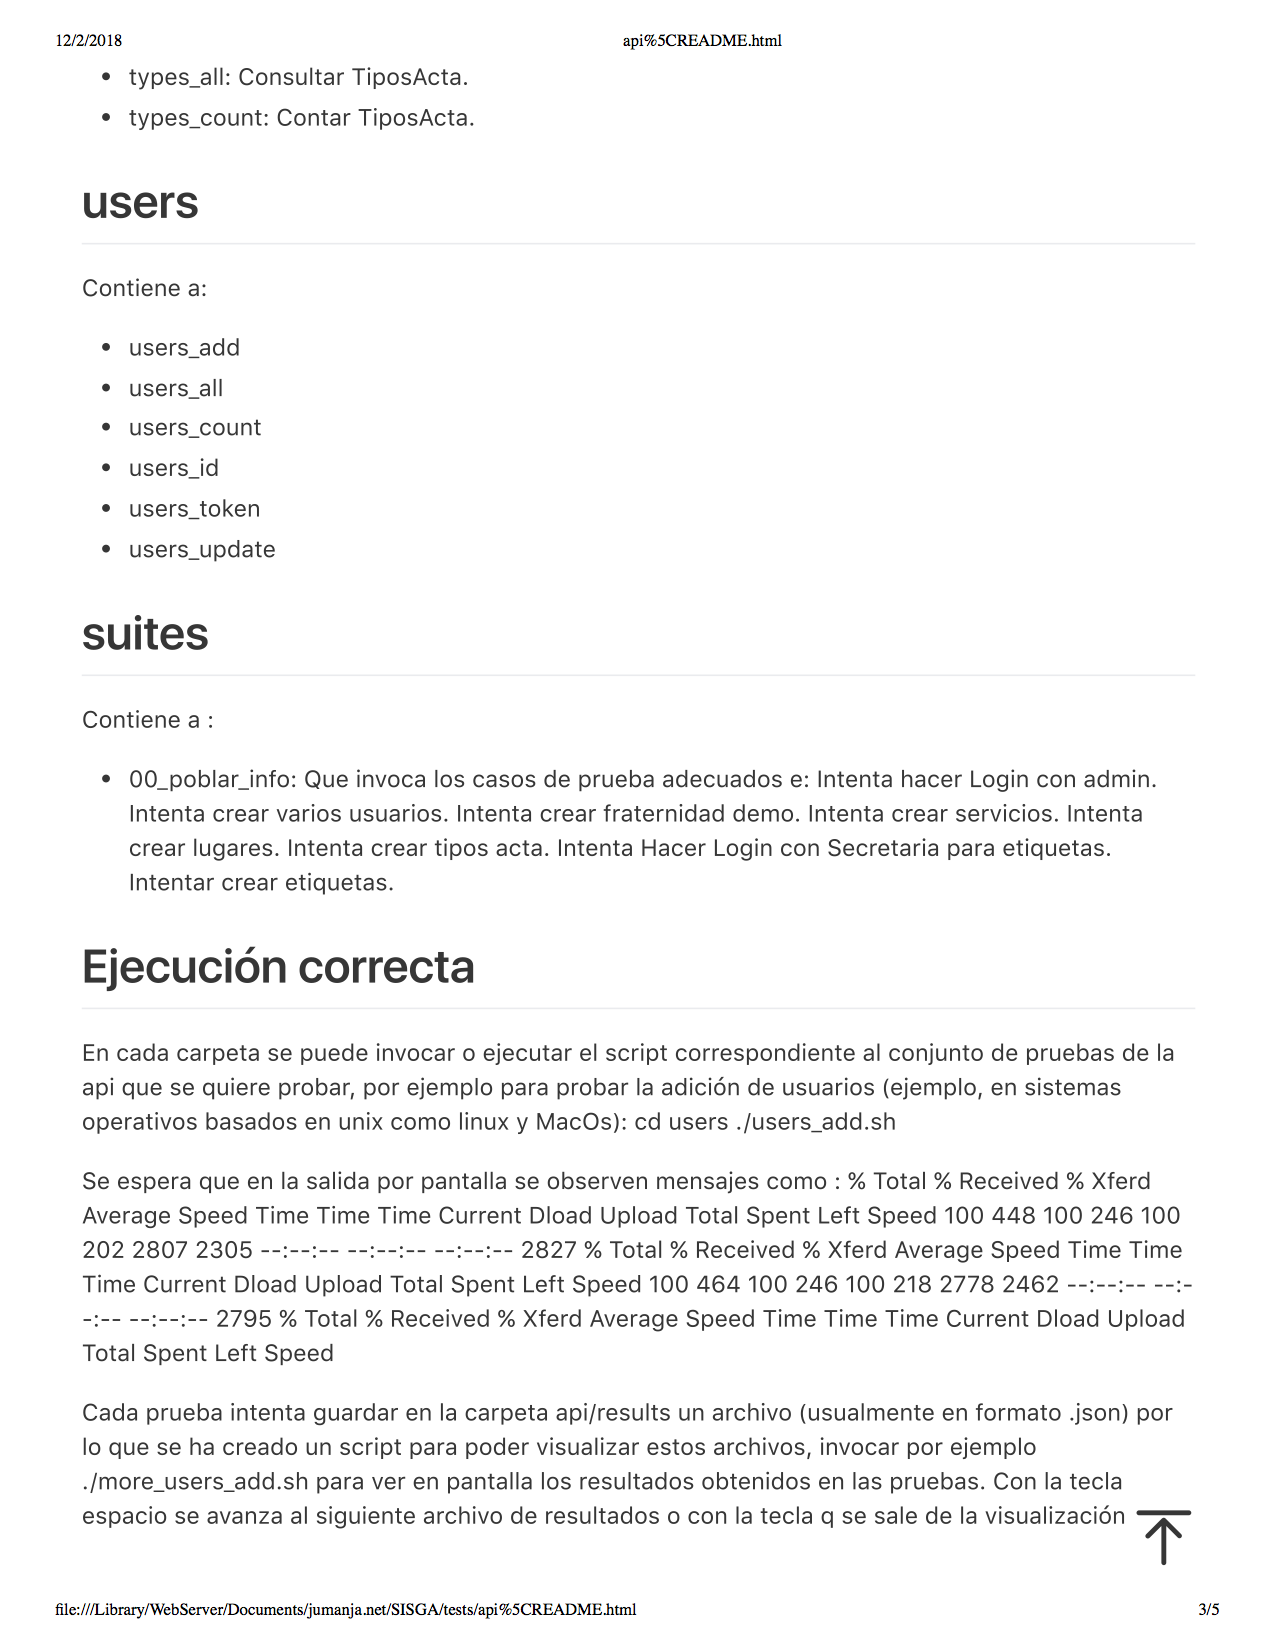 12/2/2018 api%5CREADME.html
• types_all: Consultar TiposActa.
• types_count: Contar TiposActa.
users
Contiene a:
• users_add
• users_all
• users_count
• users_id
• users_token
• users_update
suites
Contiene a :
• 00_poblar_info: Que invoca los casos de prueba adecuados e: Intenta hacer Login con admin.
Intenta crear varios usuarios. Intenta crear fraternidad demo. Intenta crear servicios. Intenta
crear lugares. Intenta crear tipos acta. Intenta Hacer Login con Secretaria para etiquetas.
Intentar crear etiquetas.
Ejecución correcta
En cada carpeta se puede invocar o ejecutar el script correspondiente al conjunto de pruebas de la
api que se quiere probar, por ejemplo para probar la adición de usuarios (ejemplo, en sistemas
operativos basados en unix como linux y MacOs): cd users ./users_add.sh
Se espera que en la salida por pantalla se observen mensajes como : % Total % Received % Xferd
Average Speed Time Time Time Current Dload Upload Total Spent Left Speed 100 448 100 246 100
202 2807 2305 --:--:-- --:--:-- --:--:-- 2827 % Total % Received % Xferd Average Speed Time Time
Time Current Dload Upload Total Spent Left Speed 100 464 100 246 100 218 2778 2462 --:--:-- --:-
-:-- --:--:-- 2795 % Total % Received % Xferd Average Speed Time Time Time Current Dload Upload
Total Spent Left Speed
Cada prueba intenta guardar en la carpeta api/results un archivo (usualmente en formato .json) por
lo que se ha creado un script para poder visualizar estos archivos, invocar por ejemplo
./more_users_add.sh para ver en pantalla los resultados obtenidos en las pruebas. Con la tecla
espacio se avanza al siguiente archivo de resultados o con la tecla q se sale de la visualización
file:///Library/WebServer/Documents/jumanja.net/SISGA/tests/api%5CREADME.html 3/5